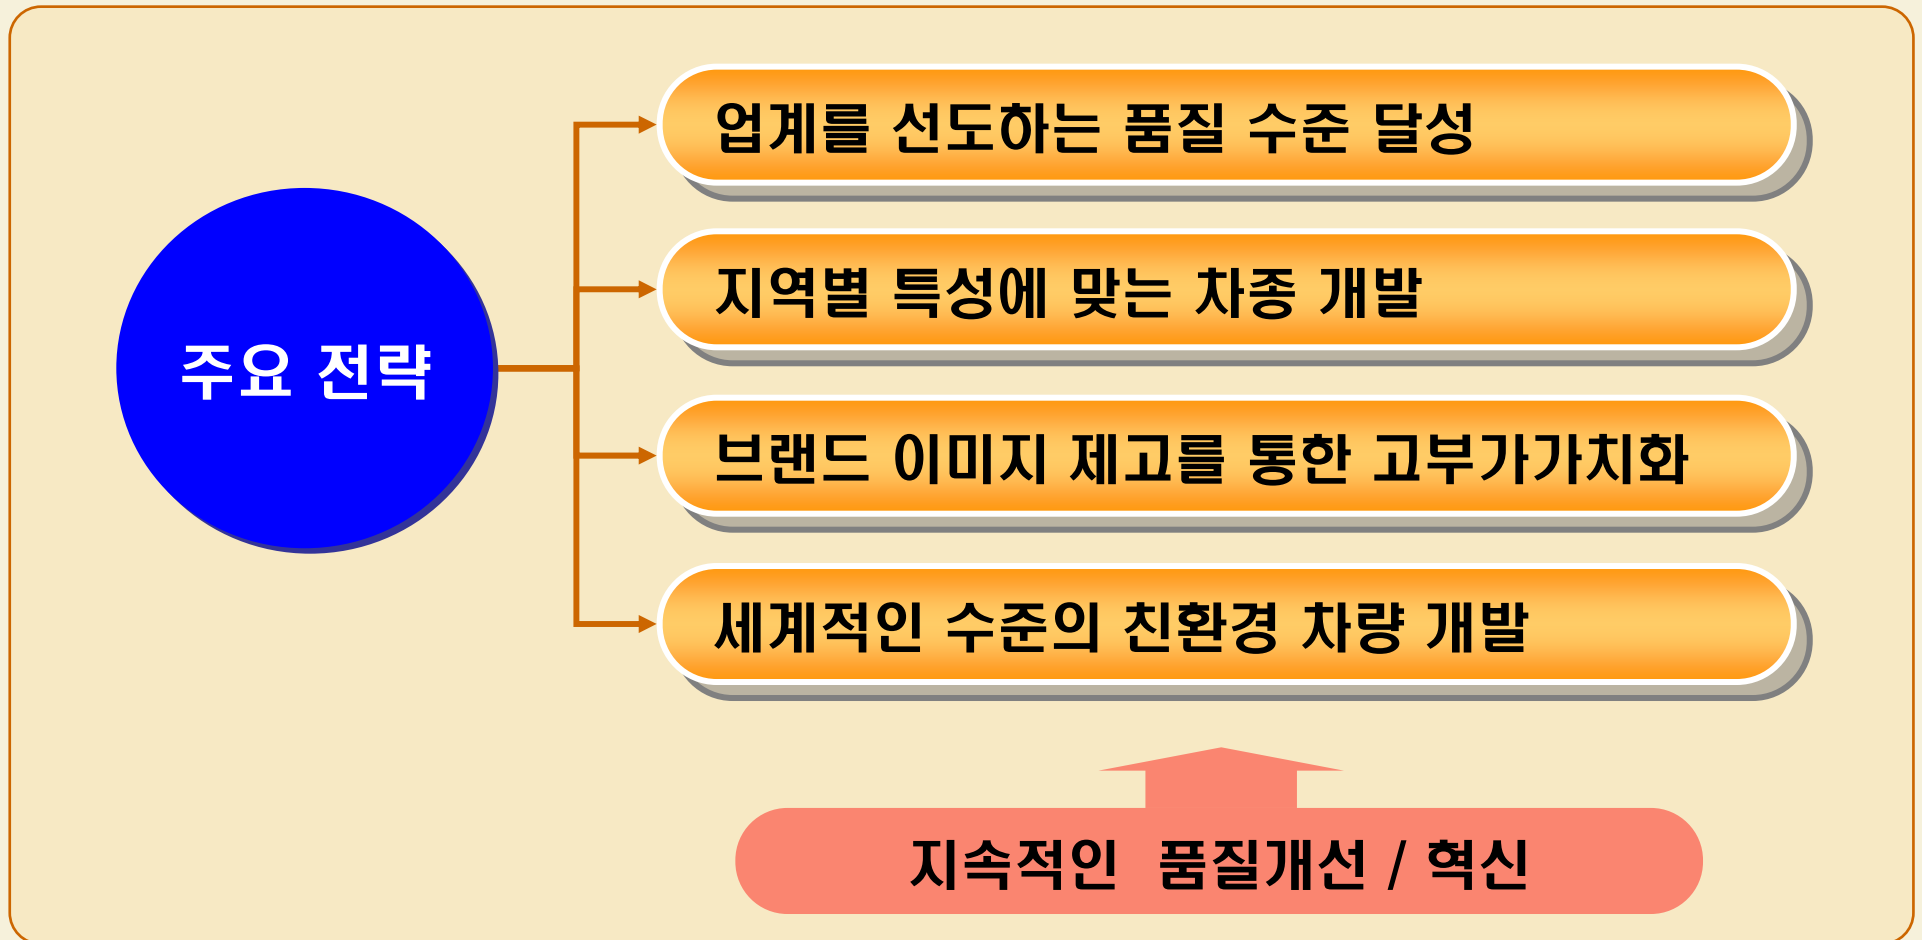 주요 전략
업계를 선도하는 품질 수준 달성
지역별 특성에 맞는 차종 개발
브랜드 이미지 제고를 통한 고부가가치화
세계적인 수준의 친환경 차량 개발
지속적인 품질개선 / 혁신